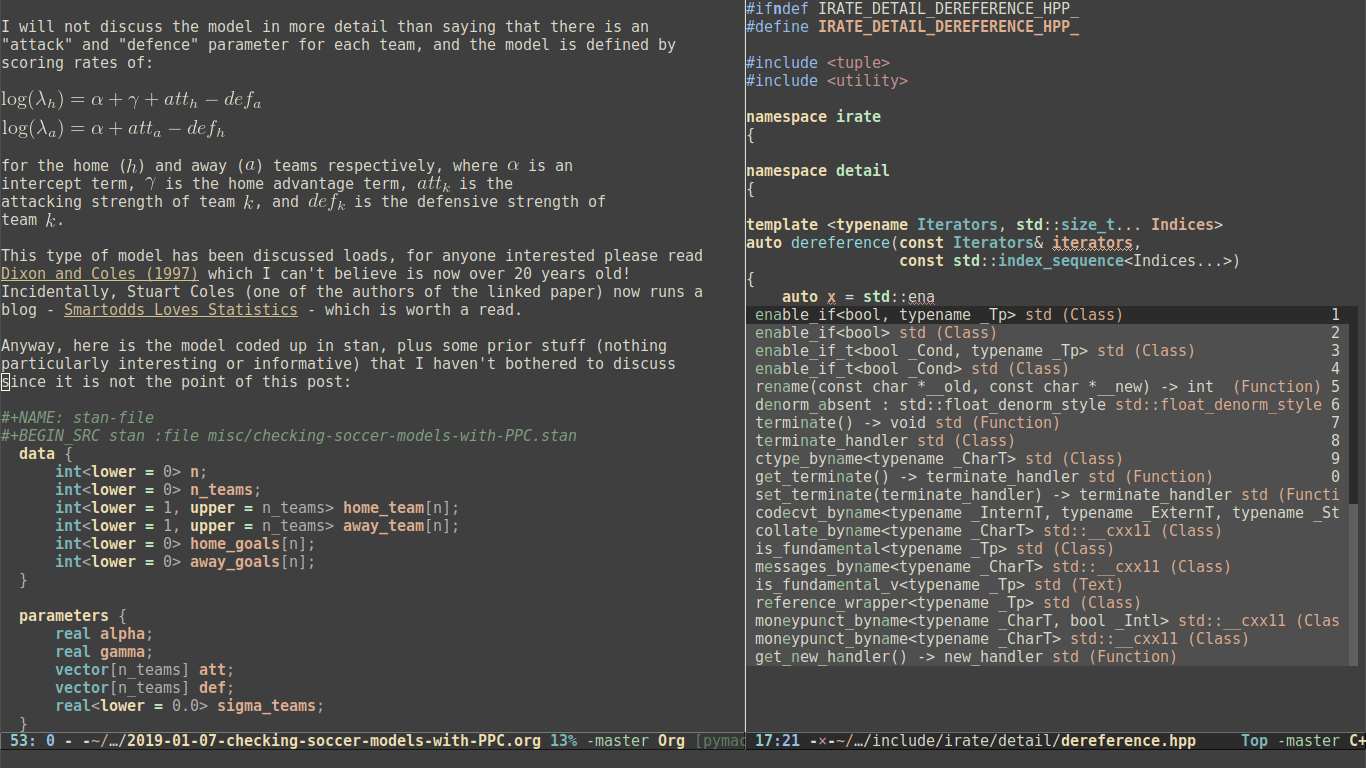 I will not discuss the model in more detail than saying that there is an
"attack" and "defence" parameter for each team, and the model is defined by
scoring rates of:
log(λ_h) = α + γ + att_h − def_a
log(λ_a) = α + att_a − def_h
for the home (h) and away (a) teams respectively, where α is an
intercept term, γ is the home advantage term, att_k is the
attacking strength of team k, and def_k is the defensive strength of
team k.
This type of model has been discussed loads, for anyone interested please read
Dixon and Coles (1997) which I can't believe is now over 20 years old!
Incidentally, Stuart Coles (one of the authors of the linked paper) now runs a
blog - Smartodds Loves Statistics - which is worth a read.
Anyway, here is the model coded up in stan, plus some prior stuff (nothing
particularly interesting or informative) that I haven't bothered to discuss
since it is not the point of this post:
#+NAME: stan-file
#+BEGIN_SRC stan :file misc/checking-soccer-models-with-PPC.stan
data {
int<lower = 0> n;
int<lower = 0> n_teams;
int<lower = 1, upper = n_teams> home_team[n];
int<lower = 1, upper = n_teams> away_team[n];
int<lower = 0> home_goals[n];
int<lower = 0> away_goals[n];
}
parameters {
real alpha;
real gamma;
vector[n_teams] att;
vector[n_teams] def;
real<lower = 0.0> sigma_teams;
}
53: 0 - -~/…/2019-01-07-checking-soccer-models-with-PPC.org 13% -master Org [pymac
#ifndef IRATE_DETAIL_DEREFERENCE_HPP_
#define IRATE_DETAIL_DEREFERENCE_HPP_
#include <tuple>
#include <utility>
namespace irate
{
namespace detail
{
template <typename Iterators, std::size_t... Indices>
auto dereference(const Iterators& iterators,
const std::index_sequence<Indices...>)
{
auto x = std::ena
enable_if<bool, typename _Tp> std (Class) 1
enable_if<bool> std (Class) 2
enable_if_t<bool _Cond, typename _Tp> std (Class) 3
enable_if_t<bool _Cond> std (Class) 4
rename(const char *__old, const char *__new) -> int (Function) 5
denorm_absent : std::float_denorm_style std::float_denorm_style 6
terminate() -> void std (Function) 7
terminate_handler std (Class) 8
ctype_byname<typename _CharT> std (Class) 9
get_terminate() -> terminate_handler std (Function) 0
set_terminate(terminate_handler) -> terminate_handler std (Functi
codecvt_byname<typename _InternT, typename _ExternT, typename _St
collate_byname<typename _CharT> std::__cxx11 (Class)
is_fundamental<typename _Tp> std (Class)
messages_byname<typename _CharT> std::__cxx11 (Class)
is_fundamental_v<typename _Tp> std (Text)
reference_wrapper<typename _Tp> std (Class)
moneypunct_byname<typename _CharT, bool _Intl> std::__cxx11 (Clas
moneypunct_byname<typename _CharT> std::__cxx11 (Class)
get_new_handler() -> new_handler std (Function)
17:21 -×-~/…/include/irate/detail/dereference.hpp Top -master C+